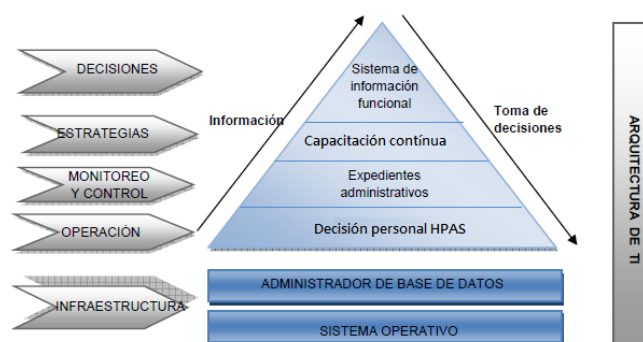 DECISIONES
ESTRATEGIAS
MONITOREO
Y CONTROL
OPERACIÓN
INFRAESTRUCTURA
Información
Sistema de
información
funcional
Capacitación contínua
Expedientes
administrativos
Decisión personal HPAS
Toma de
decisiones
ADMINISTRADOR DE BASE DE DATOS
SISTEMA OPERATIVO
ARQUITECTURA DE TI